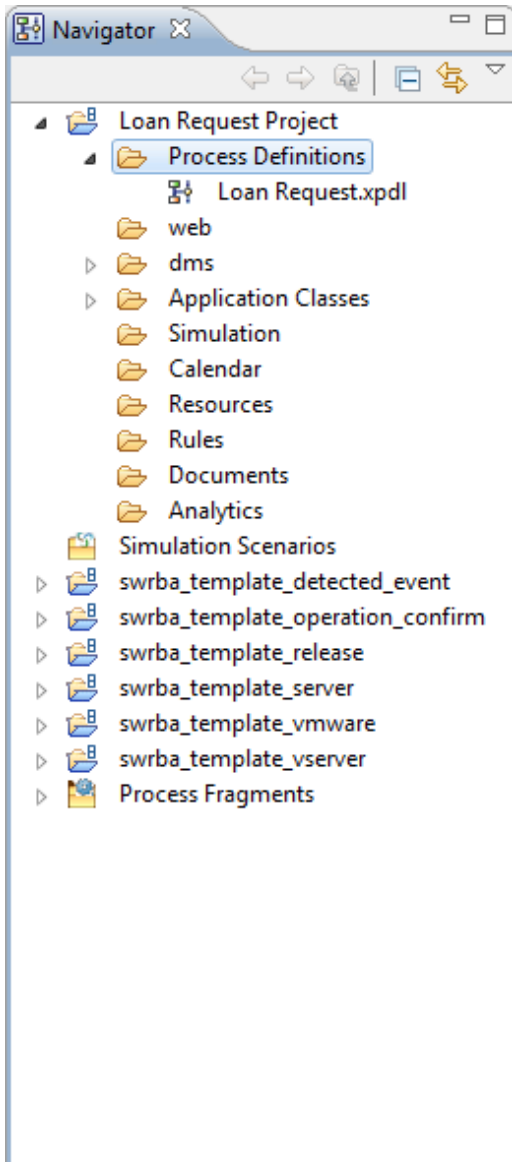 Navigator
Loan Request Project
Process Definitions
Loan Request.xpdl
web
dms
Application Classes
Simulation
Calendar
Resources
Rules
Documents
Analytics
Simulation Scenarios
swrba_template_detected_event
swrba_template_operation_confirm
swrba_template_release
swrba_template_server
swrba_template_vmware
swrba_template_vserver
Process Fragments